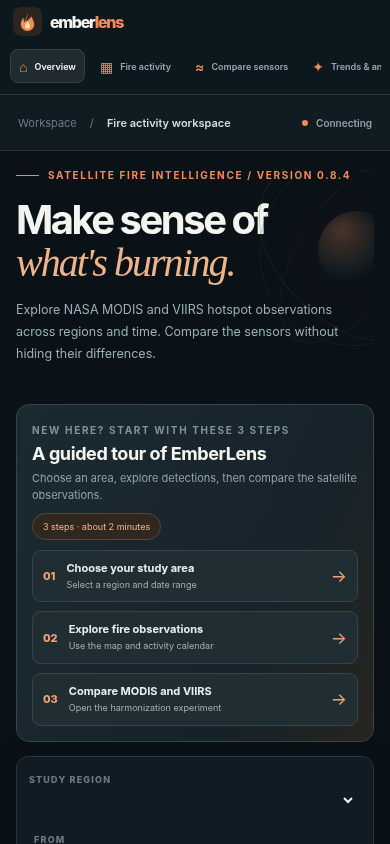 emberlens
Overview
Fire activity
Compare sensors
Trends & an
Workspace / Fire activity workspace
Connecting
SATELLITE FIRE INTELLIGENCE / VERSION 0.8.4
Make sense of
what's burning.
Explore NASA MODIS and VIIRS hotspot observations
across regions and time. Compare the sensors without
hiding their differences.
NEW HERE? START WITH THESE 3 STEPS
A guided tour of EmberLens
Choose an area, explore detections, then compare the satellite
observations.
3 steps · about 2 minutes
01 Choose your study area
Select a region and date range
02 Explore fire observations
Use the map and activity calendar
03 Compare MODIS and VIIRS
Open the harmonization experiment
STUDY REGION
FROM